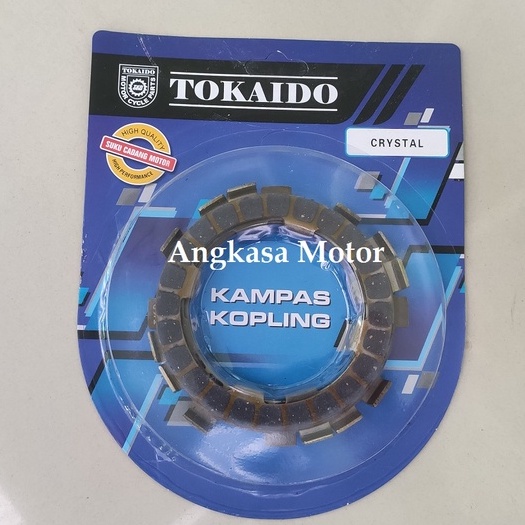 TOKAIDO
MOTOR CYCLE PARTS
TOKAIDO
CRYSTAL
HIGH QUALITY
SUKU CADANG MOTOR
HIGH PERFORMANCE
Angkasa Motor
KAMPAS
KOPLING